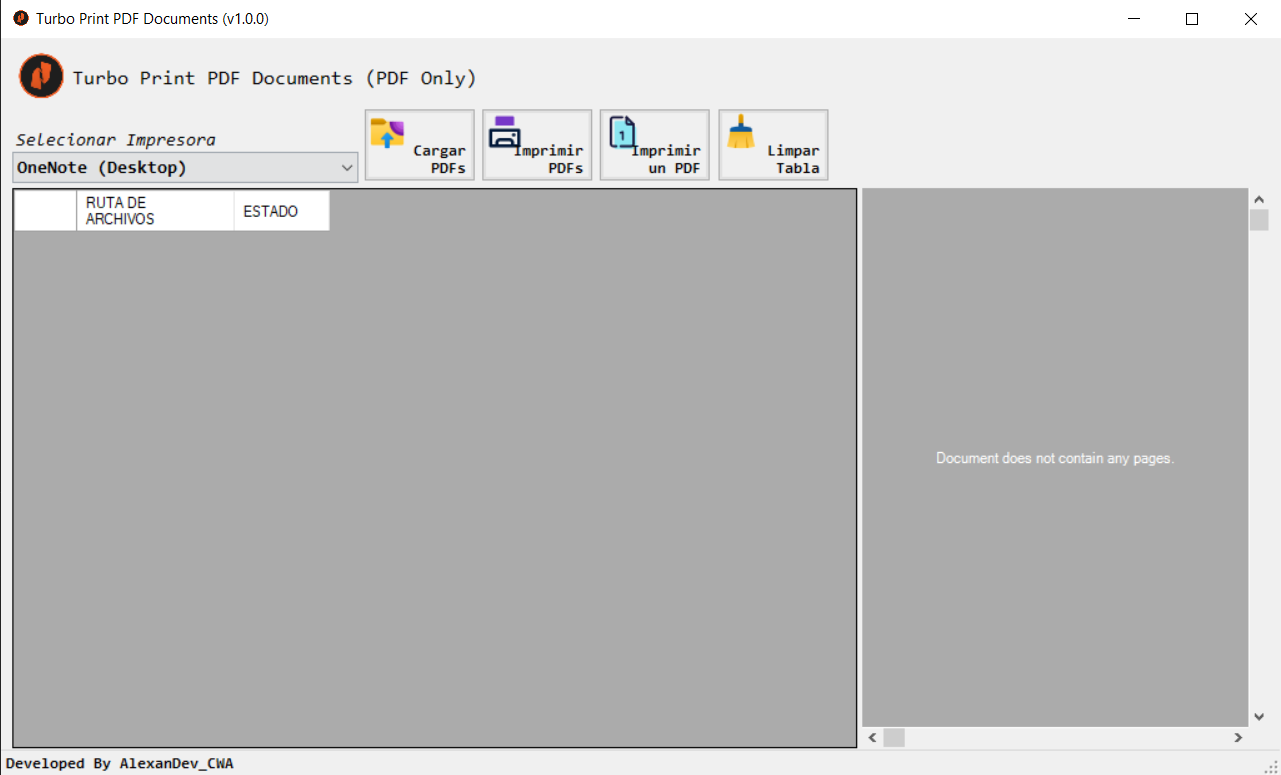 Turbo Print PDF Documents (v1.0.0)
Turbo Print PDF Documents (PDF Only)
Selecionar Impresora
OneNote (Desktop)
Cargar
PDFs
Imprimir
PDFs
1
Imprimir
un PDF
Limpar
Tabla
RUTA DE
ARCHIVOS
ESTADO
Document does not contain any pages.
Developed By AlexanDev_CWA